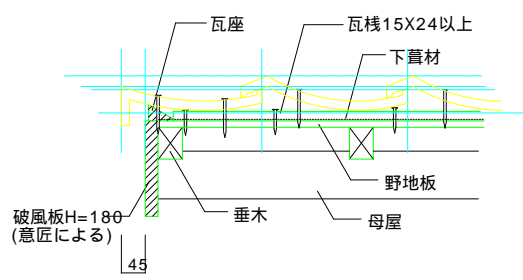 瓦座
瓦桟15X24以上
下葺材
野地板
垂木
母屋
破風板H=180
(意匠による)
45